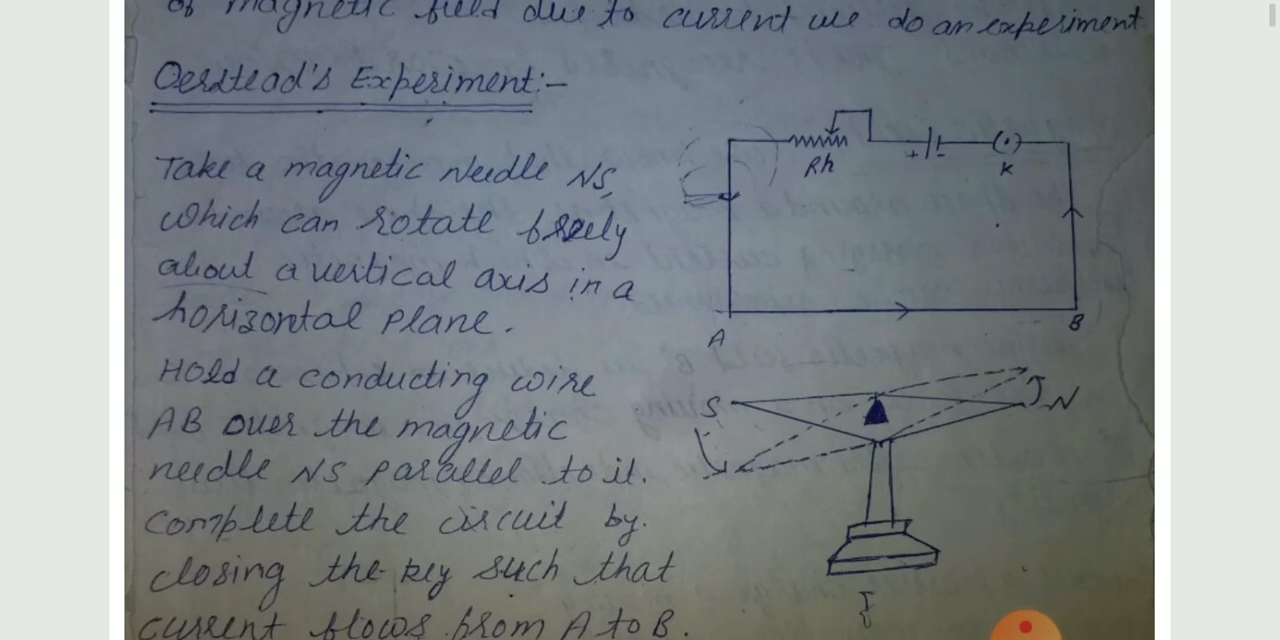 of magnetic field due to current we do an experiment
Oerstead's Experiment:-
Take a magnetic Needle NS,
which can rotate freely
about a vertical axis in a
horizontal plane.
Hold a conducting wire
AB over the magnetic
needle NS parallel to it.
complete the circuit by.
closing the key such that
current flows from A to B.
Rh
+ -
K
A
B
S
N